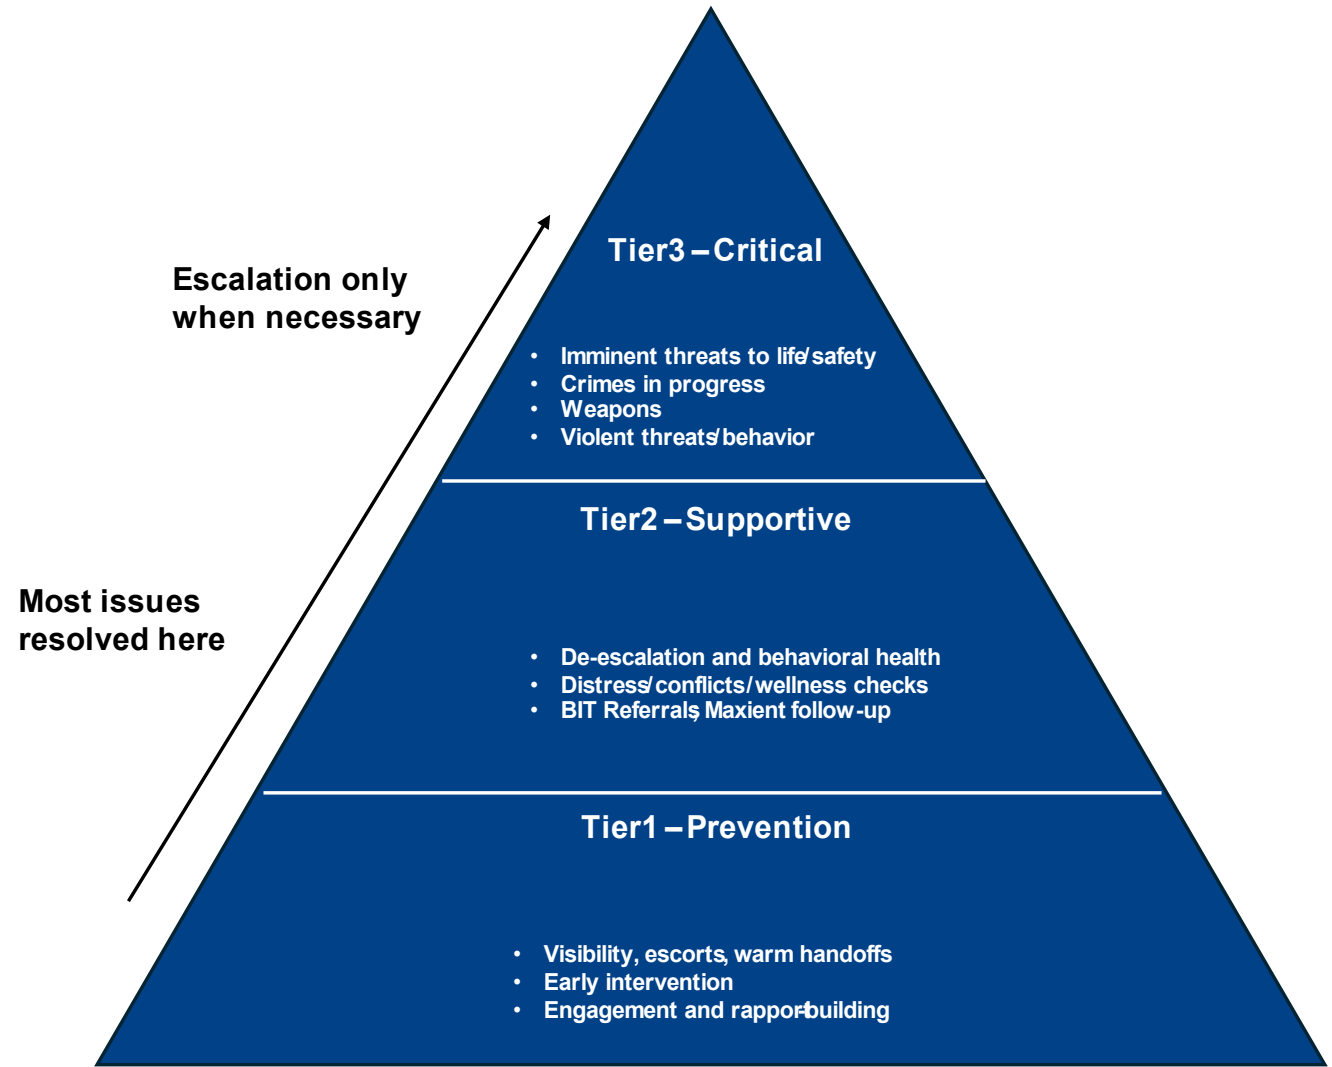 Tier3 – Critical
Escalation only
when necessary
• Imminent threats to life/safety
• Crimes in progress
• Weapons
• Violent threats/behavior
Tier2 – Supportive
Most issues
resolved here
• De-escalation and behavioral health
• Distress/conflicts/wellness checks
• BIT Referrals, Maxient follow-up
Tier1 – Prevention
• Visibility, escorts, warm handoffs
• Early intervention
• Engagement and rapport-building